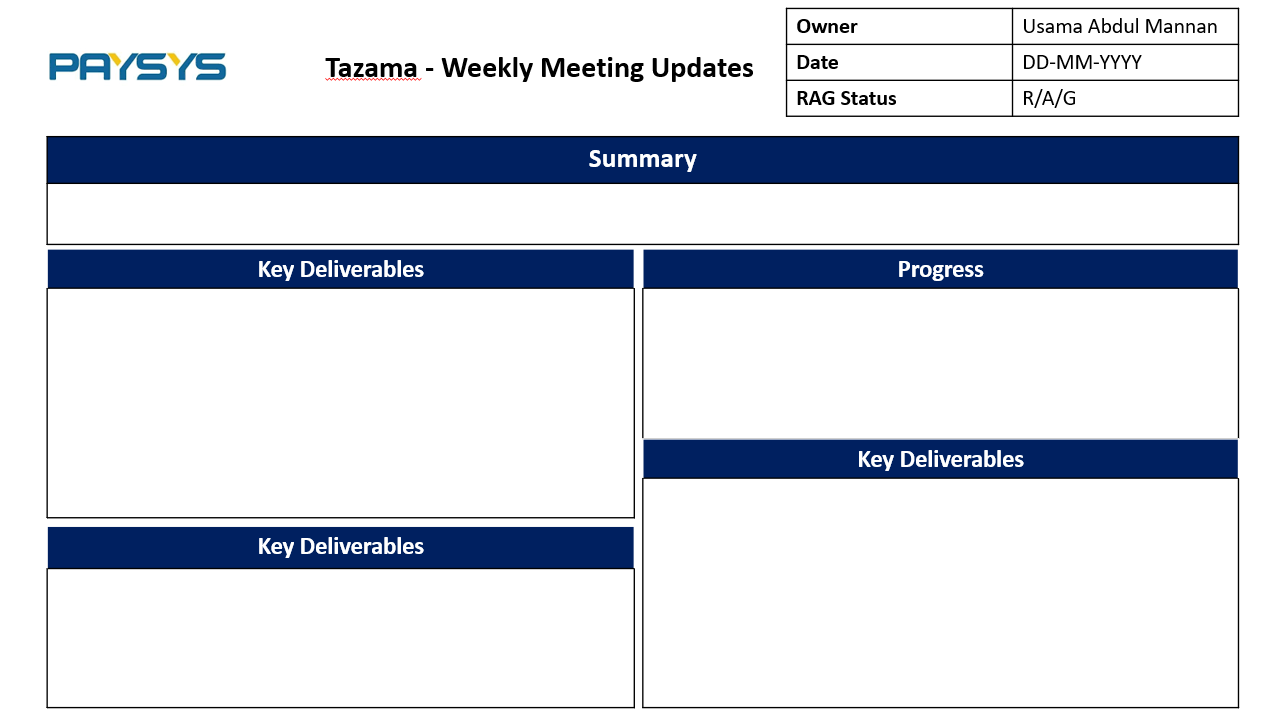 PAYSYS
Tazama - Weekly Meeting Updates
Owner Usama Abdul Mannan
Date DD-MM-YYYY
RAG Status R/A/G
Summary
Key Deliverables
Progress
Key Deliverables
Key Deliverables